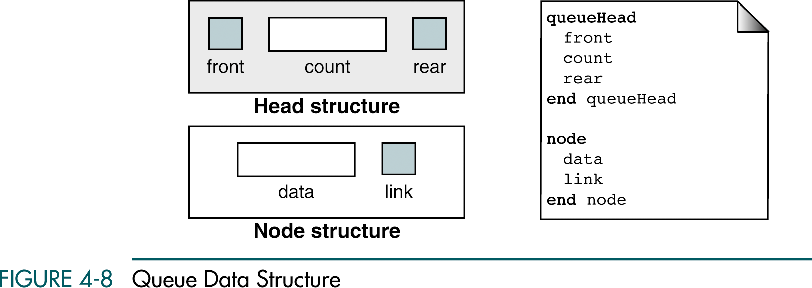 front count rear
Head structure
data link
Node structure
queueHead
front
count
rear
end queueHead
node
data
link
end node
FIGURE 4-8 Queue Data Structure